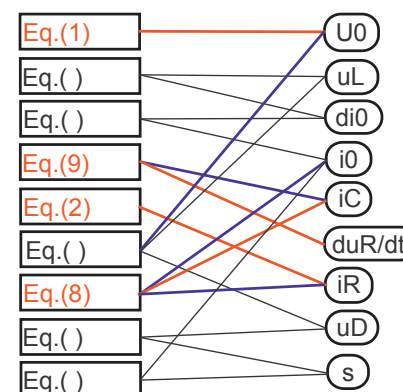 Eq.(1) U0
Eq.( ) uL
Eq.( ) di0
Eq.(9) i0
Eq.(2) iC
Eq.( ) duR/dt
Eq.(8) iR
Eq.( ) uD
Eq.( ) s